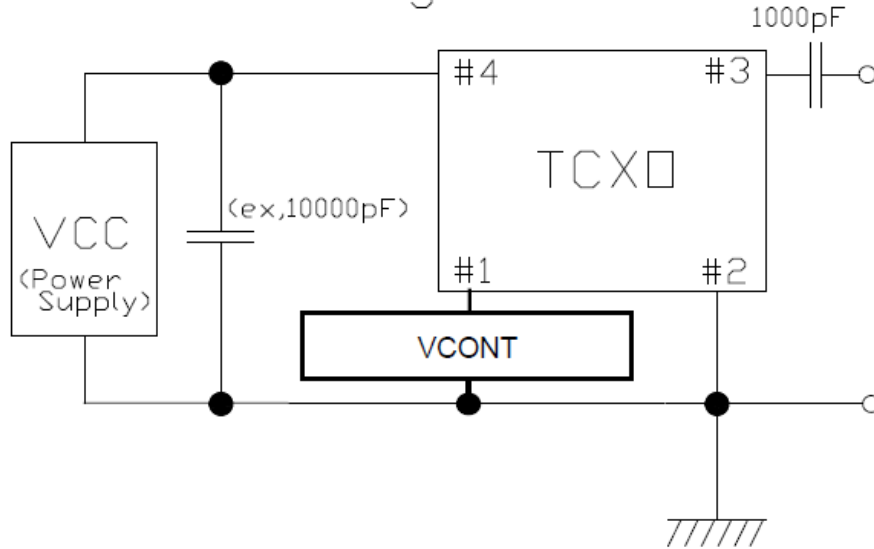 1000pF
#4
#3
TCXO
(ex,10000pF)
VCC
(Power
Supply)
#1
#2
VCONT